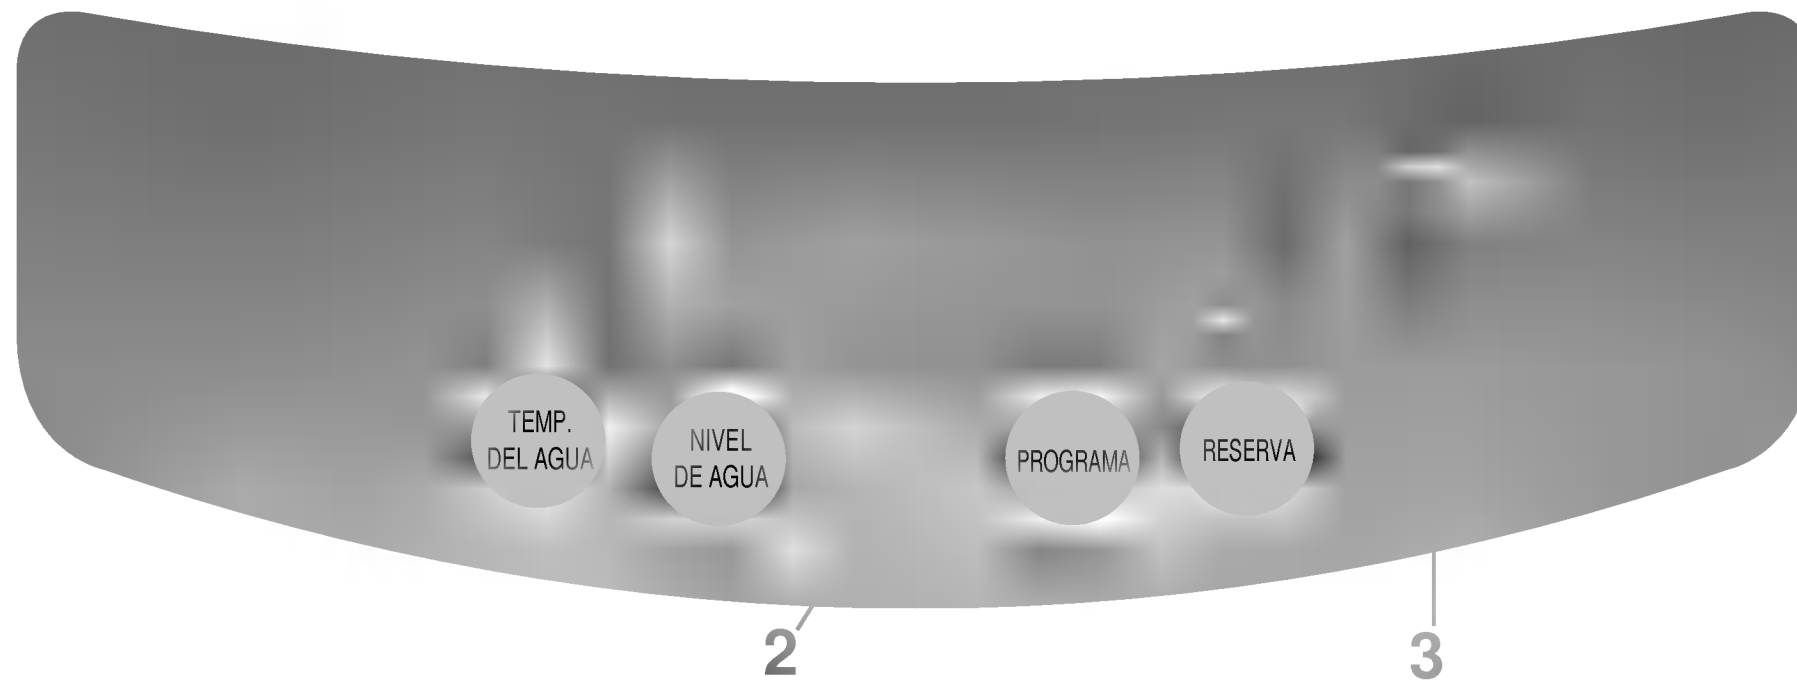 TEMP.
DEL AGUA
NIVEL
DE AGUA
PROGRAMA
RESERVA
2
3